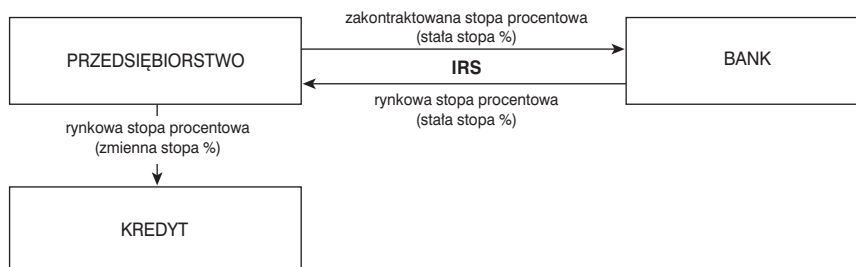 zakontraktowana stopa procentowa
(stała stopa %)
PRZEDSIĘBIORSTWO
IRS
BANK
rynkowa stopa procentowa
(stała stopa %)
rynkowa stopa procentowa
(zmienna stopa %)
KREDYT